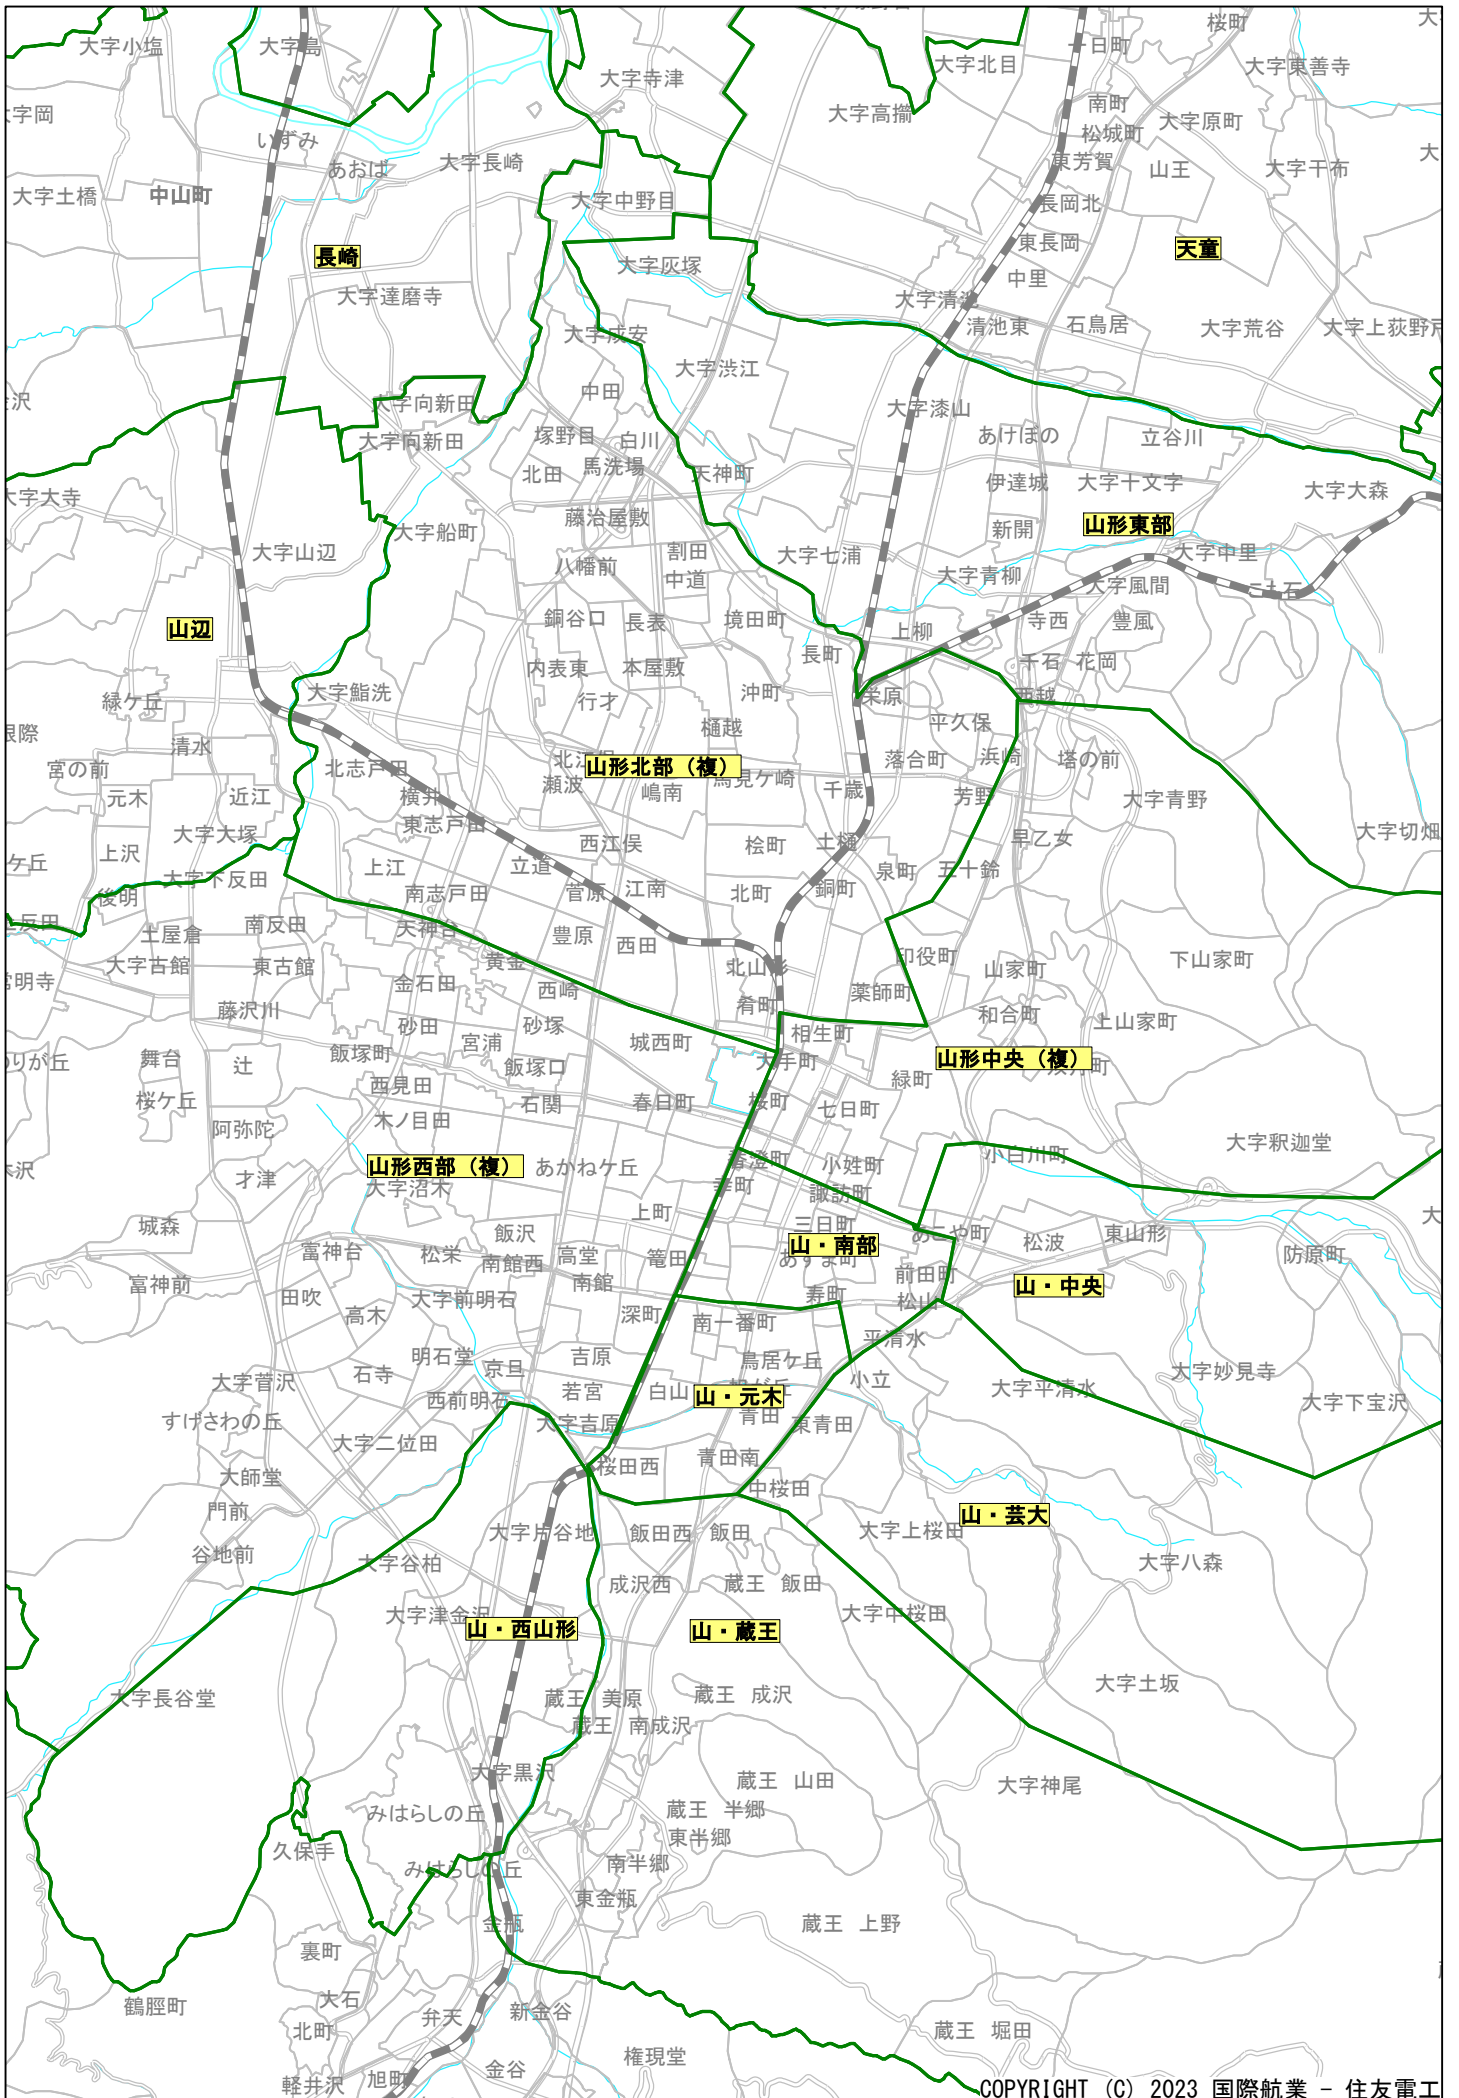 大字小塩
大字島
大字寺津
大字高擶
大字北目
十日町
桜町
大字東善寺
南町
松城町
大字原町
いずみ
あおば
大字長崎
東芳賀
山王
大字干布
大字土橋
中山町
大字中野目
長岡北
長崎
大字灰塚
東長岡
天童
中里
大字達磨寺
大字清池
清池東
石鳥居
大字荒谷
大字成安
大字渋江
中田
大字向新田
大字漆山
大字向新田
塚野目
白川
あけぼの
立谷川
北田
馬洗場
天神町
伊達城
大字十文字
大字大森
大字大寺
大字船町
藤治屋敷
新開
山形東部
大字山辺
割田
八幡前
中道
大字七浦
大字青柳
大字中里
大字風間
銅谷口
長表
境田町
寺西
豊風
山辺
上柳
長町
内表東
本屋敷
千石
花岡
緑ケ丘
大字鮨洗
行才
沖町
栄原
西越
樋越
平久保
清水
宮の前
北志戸田
山形北部(複)
落合町
浜崎
塔の前
元木
近江
横井
瀬波
嶋南
馬見ケ崎
千歳
芳野
大字青野
大字大塚
東志戸田
西江俣
桧町
土樋
早乙女
大字切畑
上沢
大字下反田
上江
立道
泉町
五十鈴
後明
南志戸田
菅原
江南
北町
銅町
土屋倉
南反田
天神台
豊原
西田
印役町
大字古館
東古館
黄金
北山形
山家町
下山家町
金石田
西崎
肴町
薬師町
藤沢川
砂田
宮浦
砂塚
城西町
相生町
和合町
上山家町
舞台
辻
飯塚町
飯塚口
大手町
山形中央(複)
西見田
緑町
桜ケ丘
石関
春日町
桜町
七日町
阿弥陀
木ノ目田
大字釈迦堂
才津
山形西部(複)
あかねケ丘
香澄町
小姓町
小白川町
大字沼木
幸町
諏訪町
城森
飯沢
上町
三日町
あこや町
松波
東山形
富神台
松栄
南館西
高堂
篭田
山・南部
あずま町
防原町
富神前
南館
前田町
山・中央
田吹
大字前明石
寿町
松山
高木
深町
南一番町
平清水
明石堂
京旦
吉原
鳥居ケ丘
大字妙見寺
大字菅沢
石寺
西前明石
若宮
白山
山・元木
小立
大字平清水
大字下宝沢
すげさわの丘
大字吉原
青田
東青田
大字二位田
大師堂
桜田西
青田南
門前
中桜田
谷地前
大字片谷地
飯田西
飯田
大字上桜田
山・芸大
大字谷柏
成沢西
蔵王 飯田
大字八森
大字津金沢
山・西山形
山・蔵王
大字中桜田
大字長谷堂
蔵王 美原
蔵王 成沢
大字土坂
蔵王 南成沢
大字黒沢
蔵王 山田
大字神尾
みはらしの丘
蔵王 半郷
東半郷
久保手
みはらしの丘
南半郷
東金瓶
金瓶
蔵王 上野
裏町
大石
鶴脛町
北町
弁天
新金谷
蔵王 堀田
権現堂
軽井沢
旭町
金谷
COPYRIGHT (C) 2023 国際航業 - 住友電工